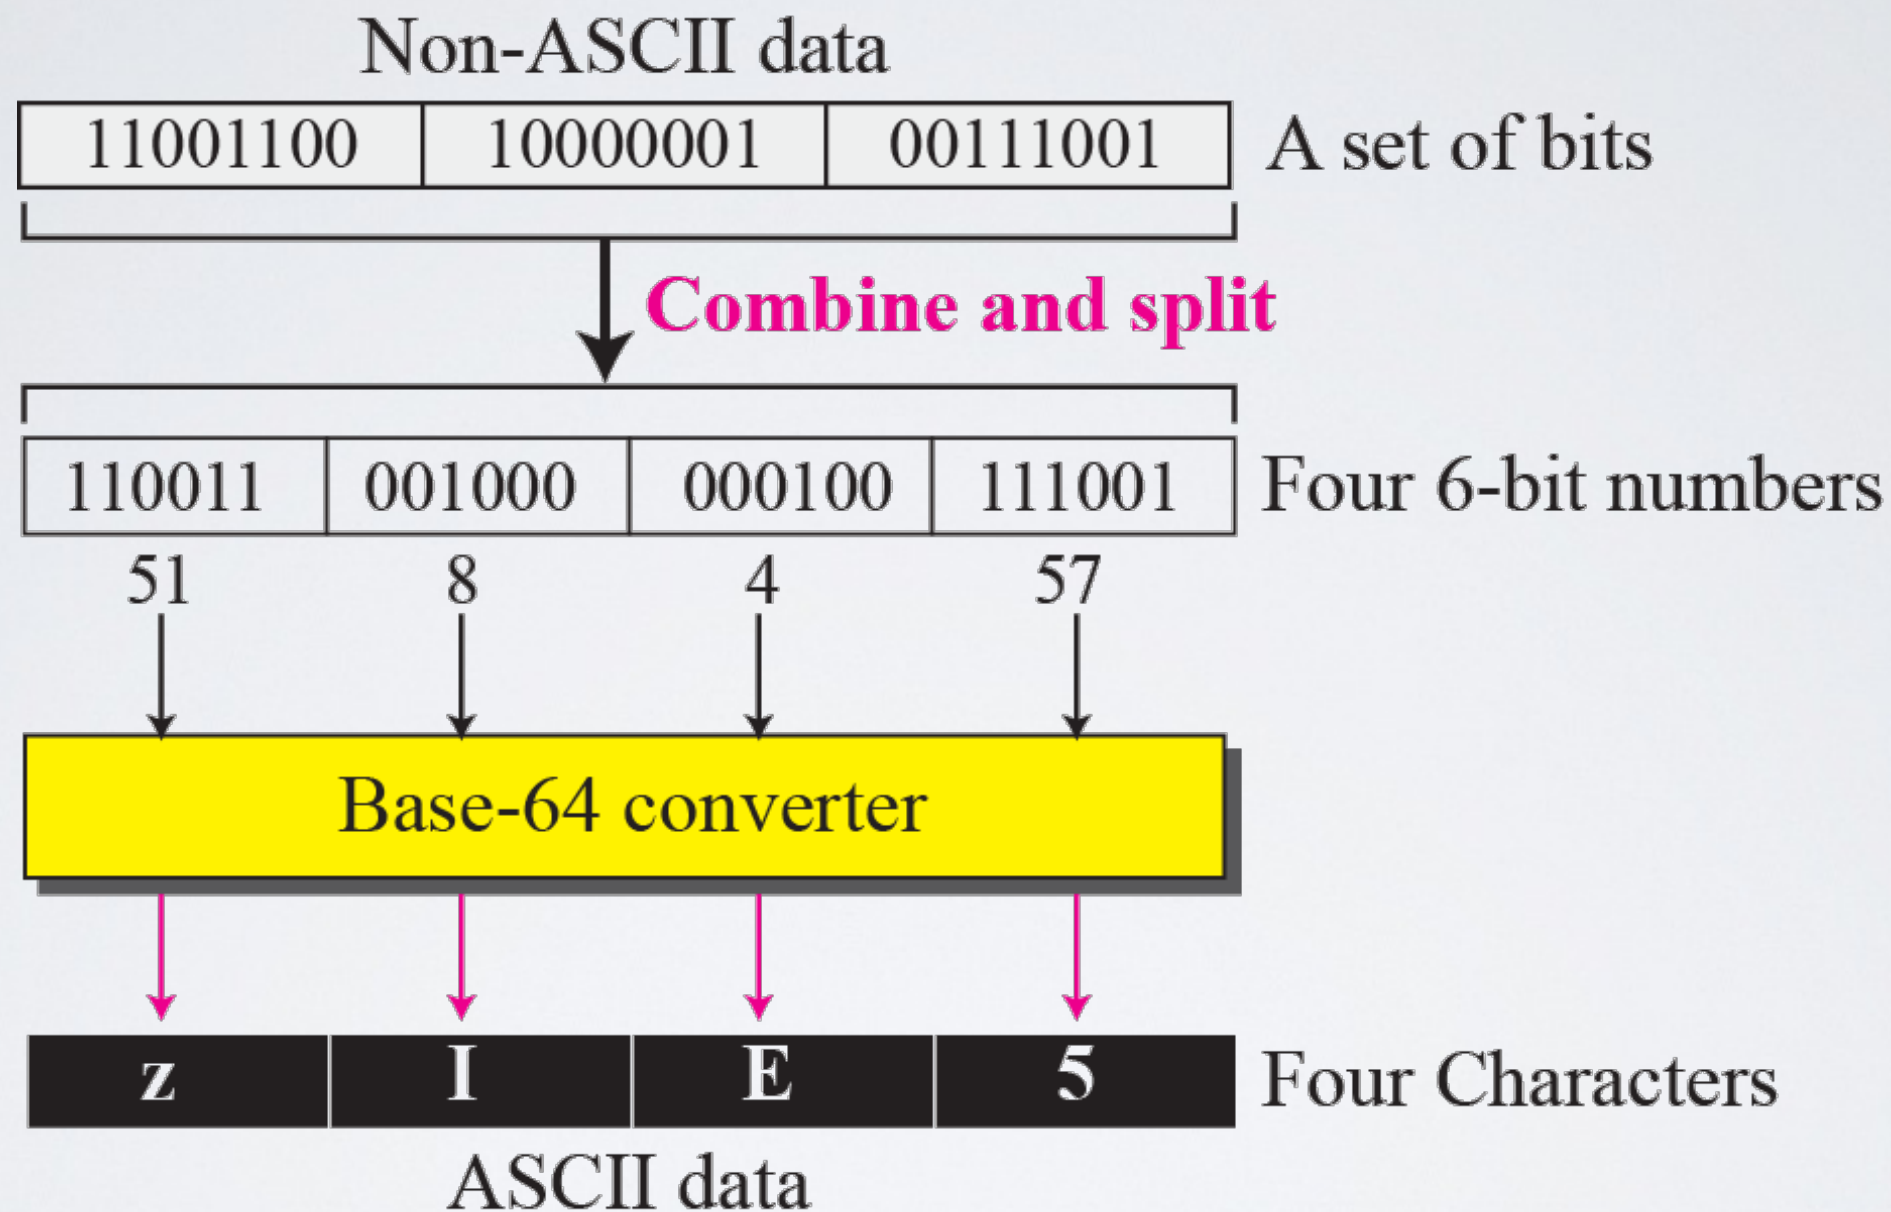 Non-ASCII data
11001100 10000001 00111001 A set of bits
Combine and split
110011 001000 000100 111001 Four 6-bit numbers
51 8 4 57
Base-64 converter
z I E 5 Four Characters
ASCII data